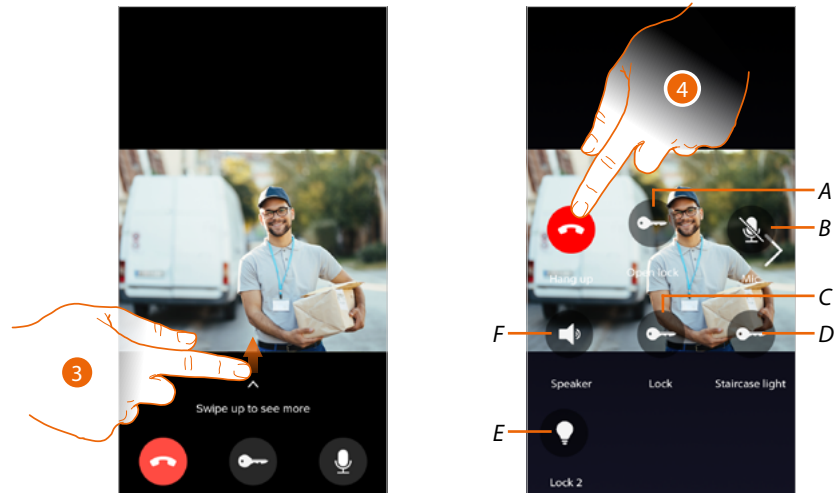 3
Swipe up to see more
4
A
B
Hang up
Open lock
Mic
C
F
D
Speaker
Lock
Staircase light
E
Lock 2